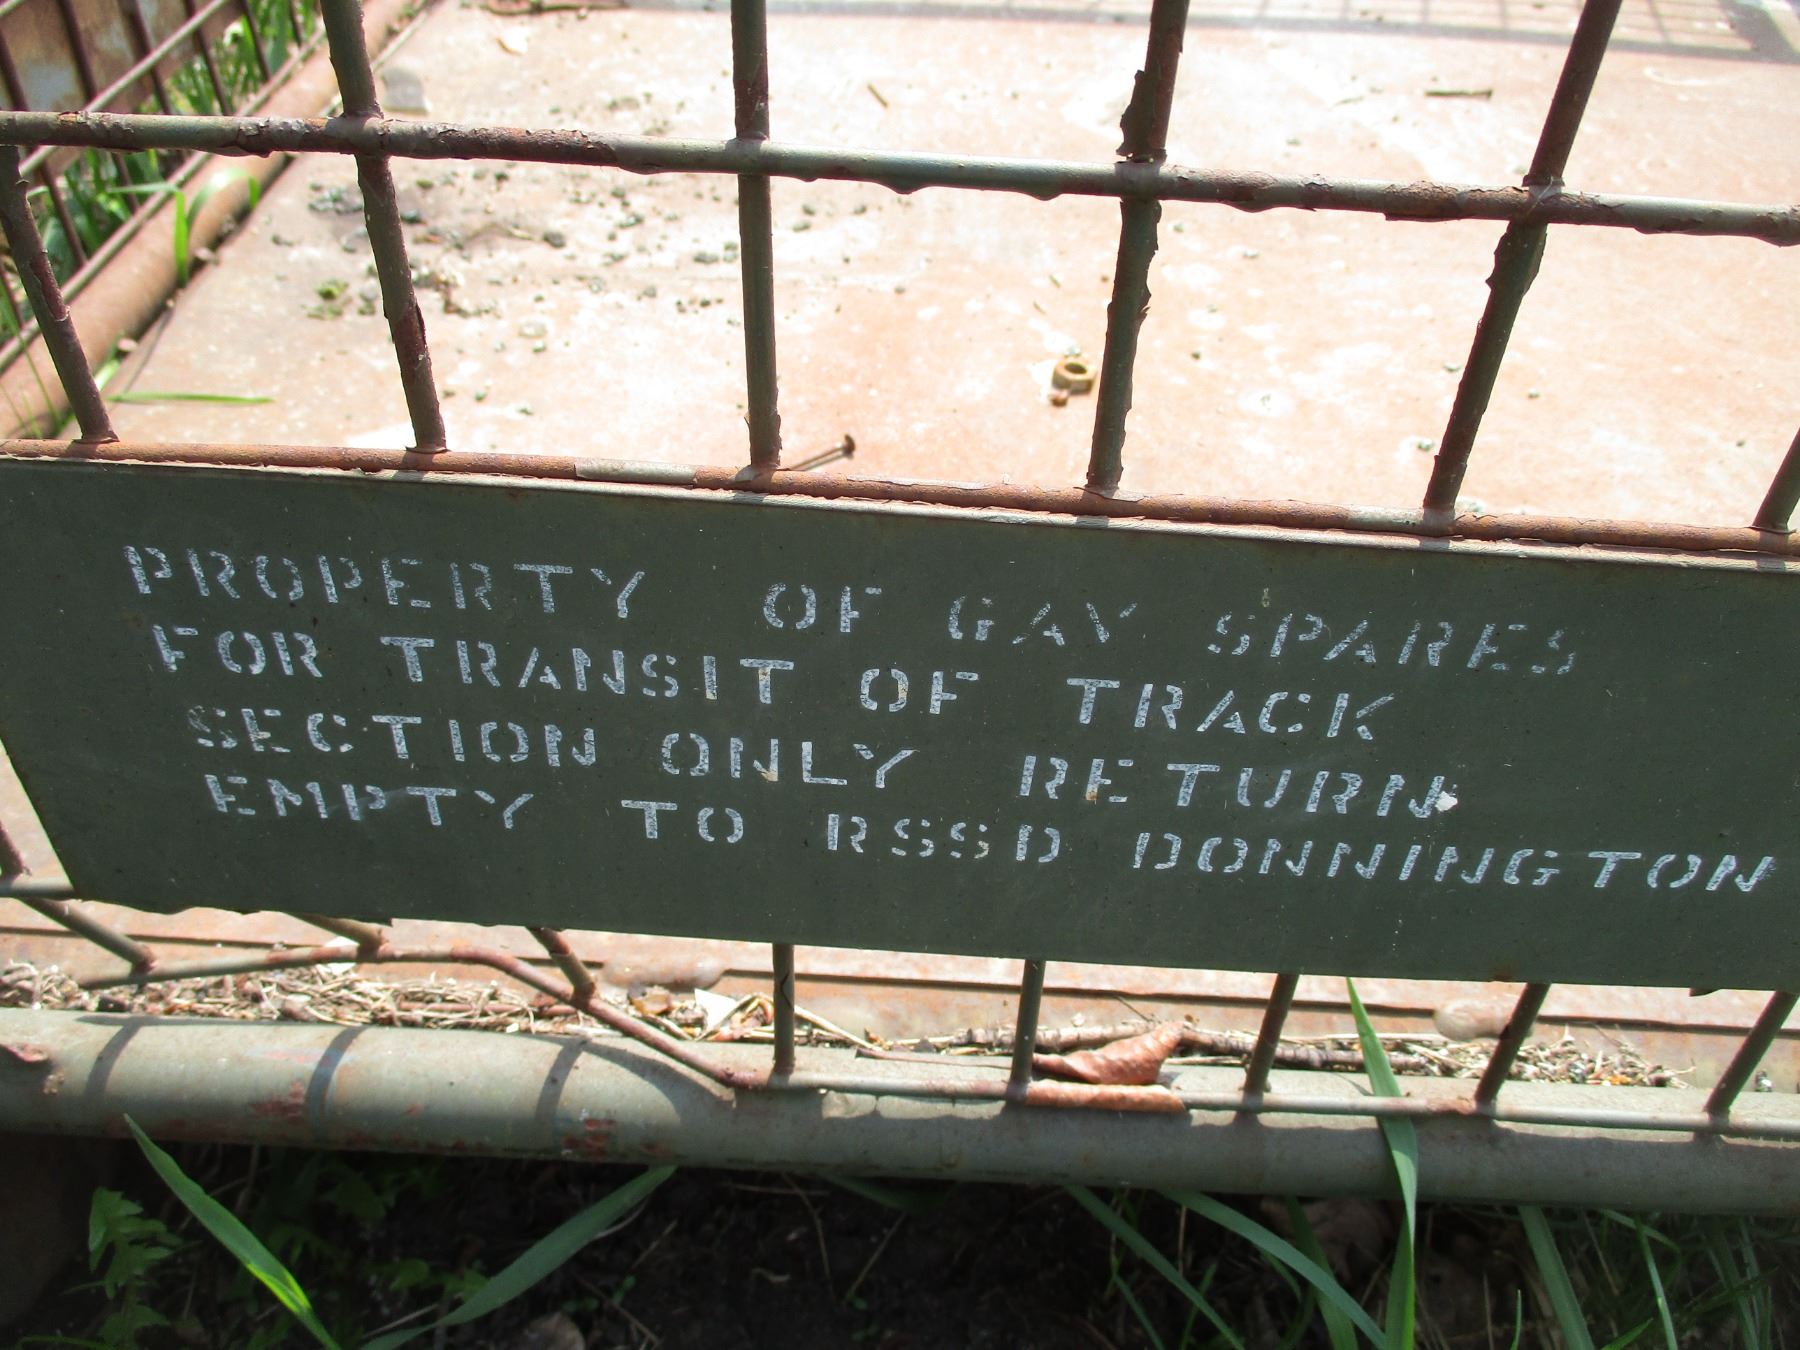 PROPERTY OF GAY SPARES
FOR TRANSIT OF TRACK
SECTION ONLY RETURN
EMPTY TO RSSD DONNINGTON